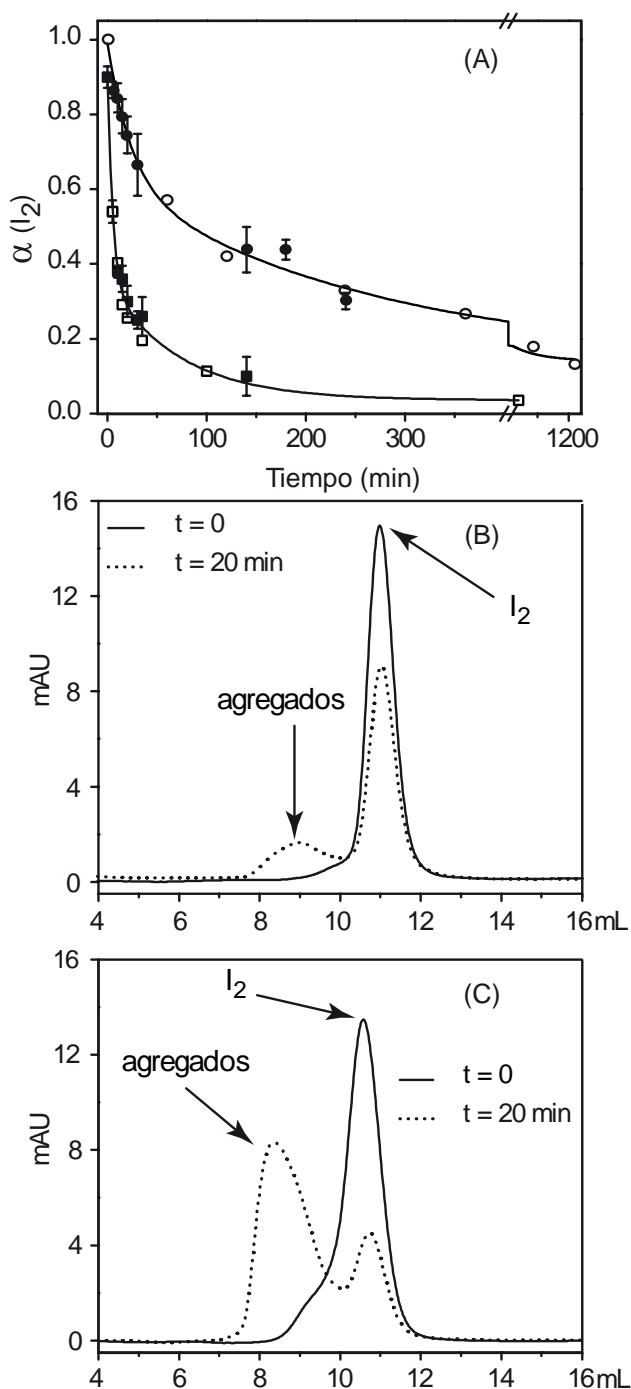 (A)
1.0
0.8
0.6
0.4
0.2
0.0
α (I2)
0 100 200 300 1200
Tiempo (min)
(B)
t = 0
t = 20 min
I2
agregados
16
12
8
4
0
mAU
4 6 8 10 12 14 16mL
(C)
I2
agregados
t = 0
t = 20 min
16
12
8
4
0
mAU
4 6 8 10 12 14 16mL